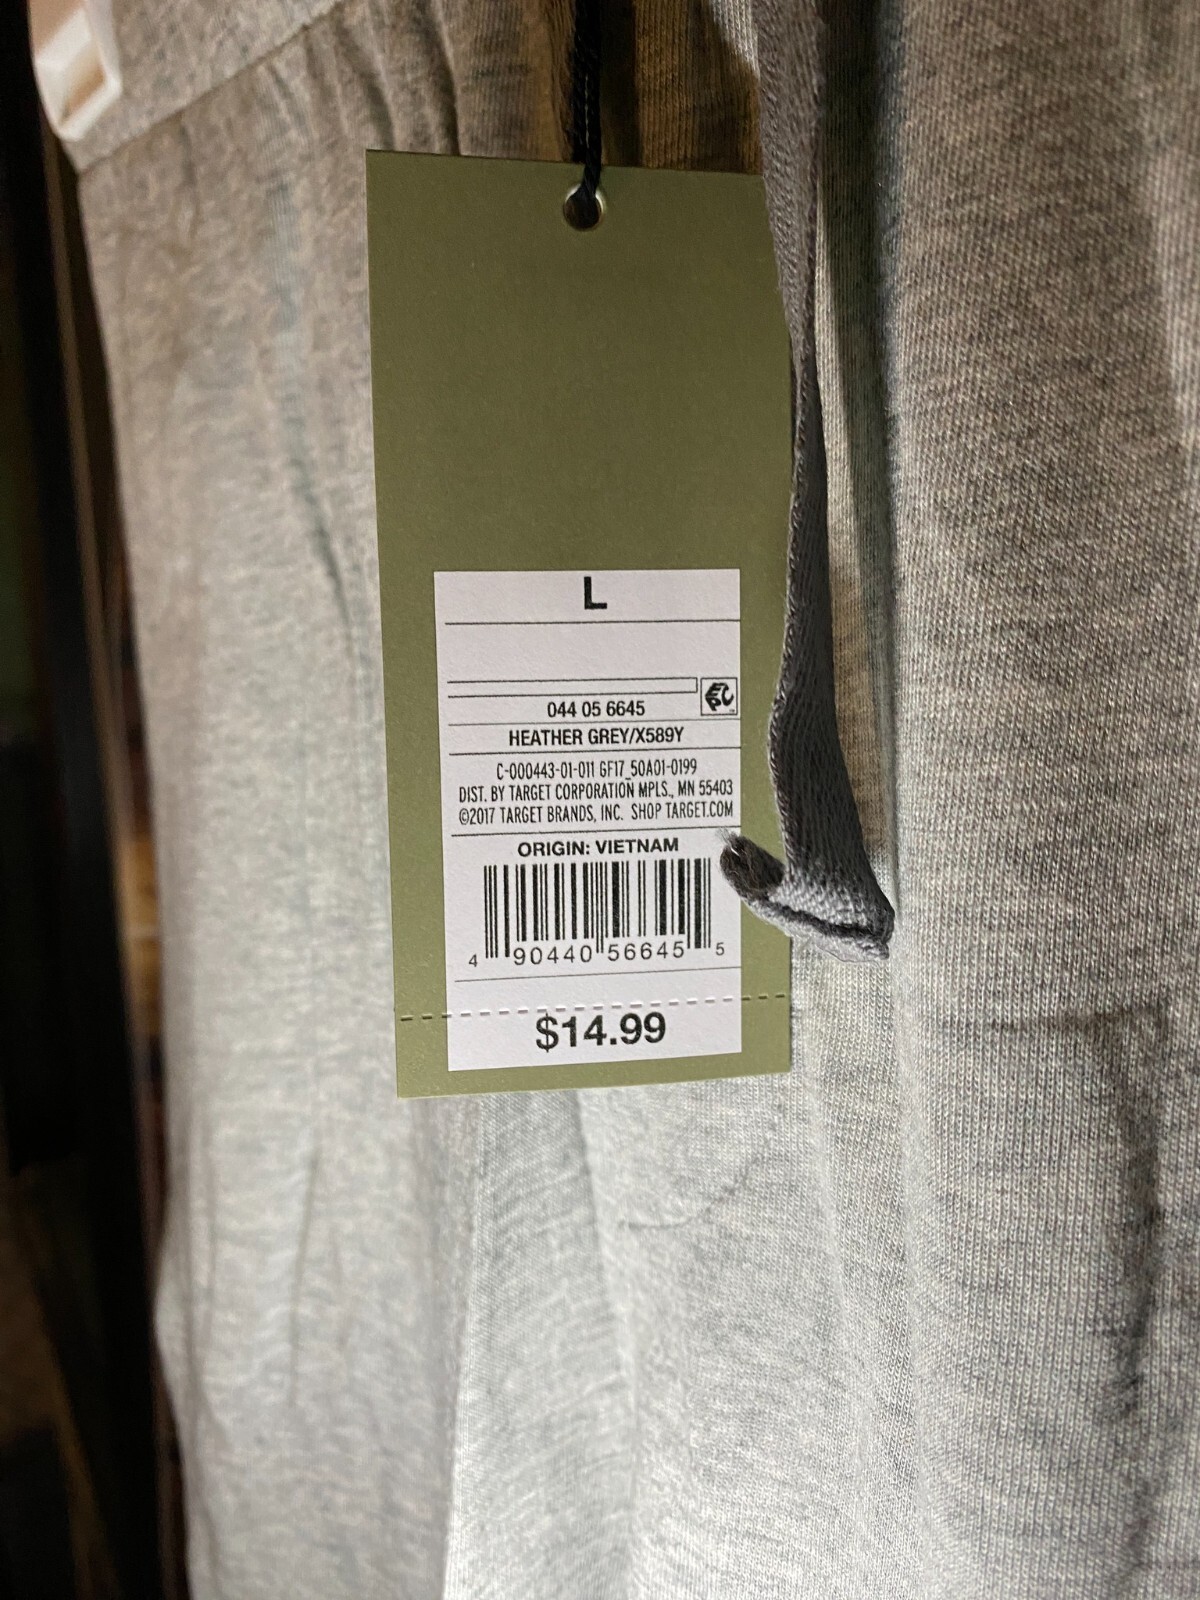 L
EPC
044 05 6645
HEATHER GREY/X589Y
C-000443-01-011 GF17_50A01-0199
DIST. BY TARGET CORPORATION MPLS., MN 55403
©2017 TARGET BRANDS, INC. SHOP TARGET.COM
ORIGIN: VIETNAM
4 90440 56645 5
$14.99